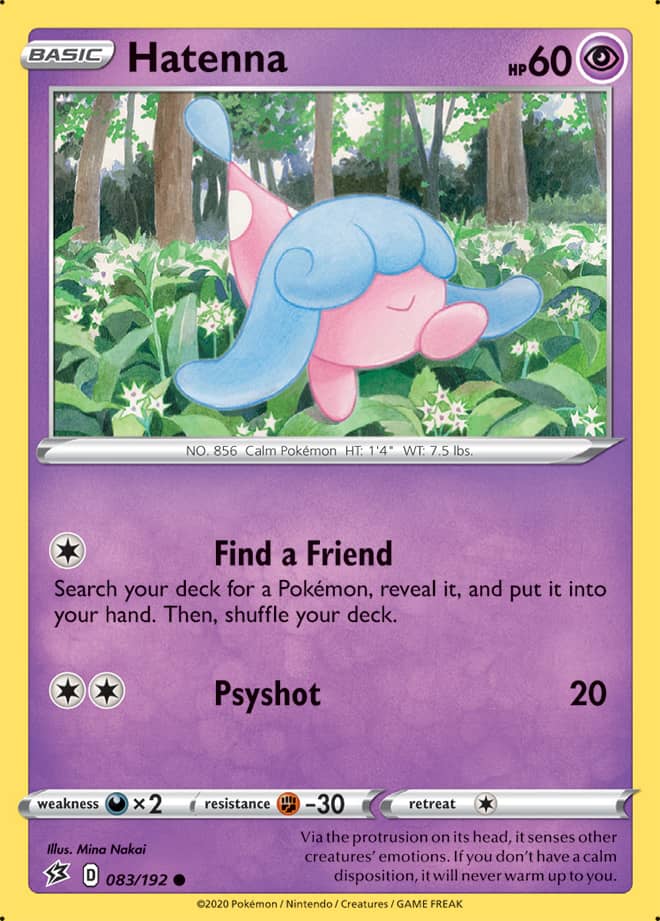 BASIC Hatenna HP60
NO. 856 Calm Pokémon HT: 1'4" WT: 7.5 lbs.
Find a Friend
Search your deck for a Pokémon, reveal it, and put it into
your hand. Then, shuffle your deck.
Psyshot 20
weakness ×2 resistance -30 retreat
Illus. Mina Nakai
Via the protrusion on its head, it senses other
creatures' emotions. If you don't have a calm
disposition, it will never warm up to you.
D 083/192
©2020 Pokémon / Nintendo / Creatures / GAME FREAK